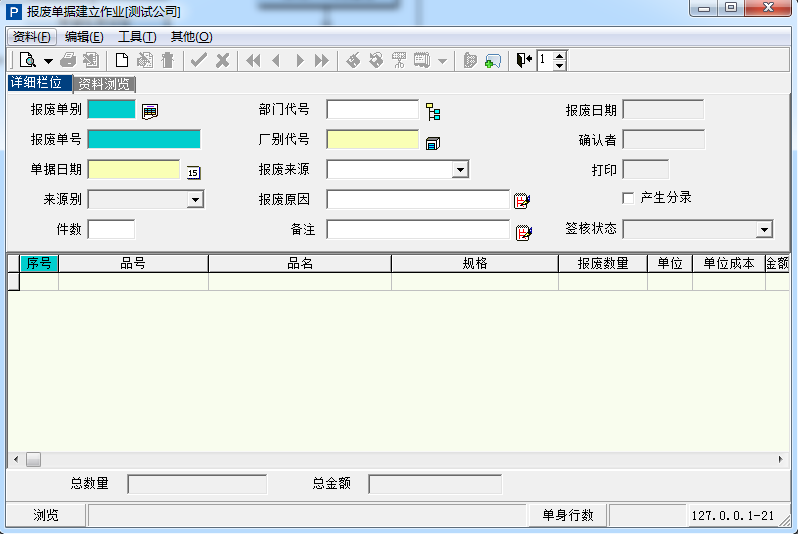 P 报废单据建立作业[测试公司]
资料(F) 编辑(E) 工具(T) 其他(O)
1
详细栏位 资料浏览
报废单别 部门代号 报废日期
报废单号 厂别代号 确认者
单据日期 15 报废来源 打印
来源别 报废原因 产生分录
件数 备注 签核状态
序号 品号 品名 规格 报废数量 单位 单位成本 金额
总数量 总金额
浏览 单身行数 127.0.0.1-21